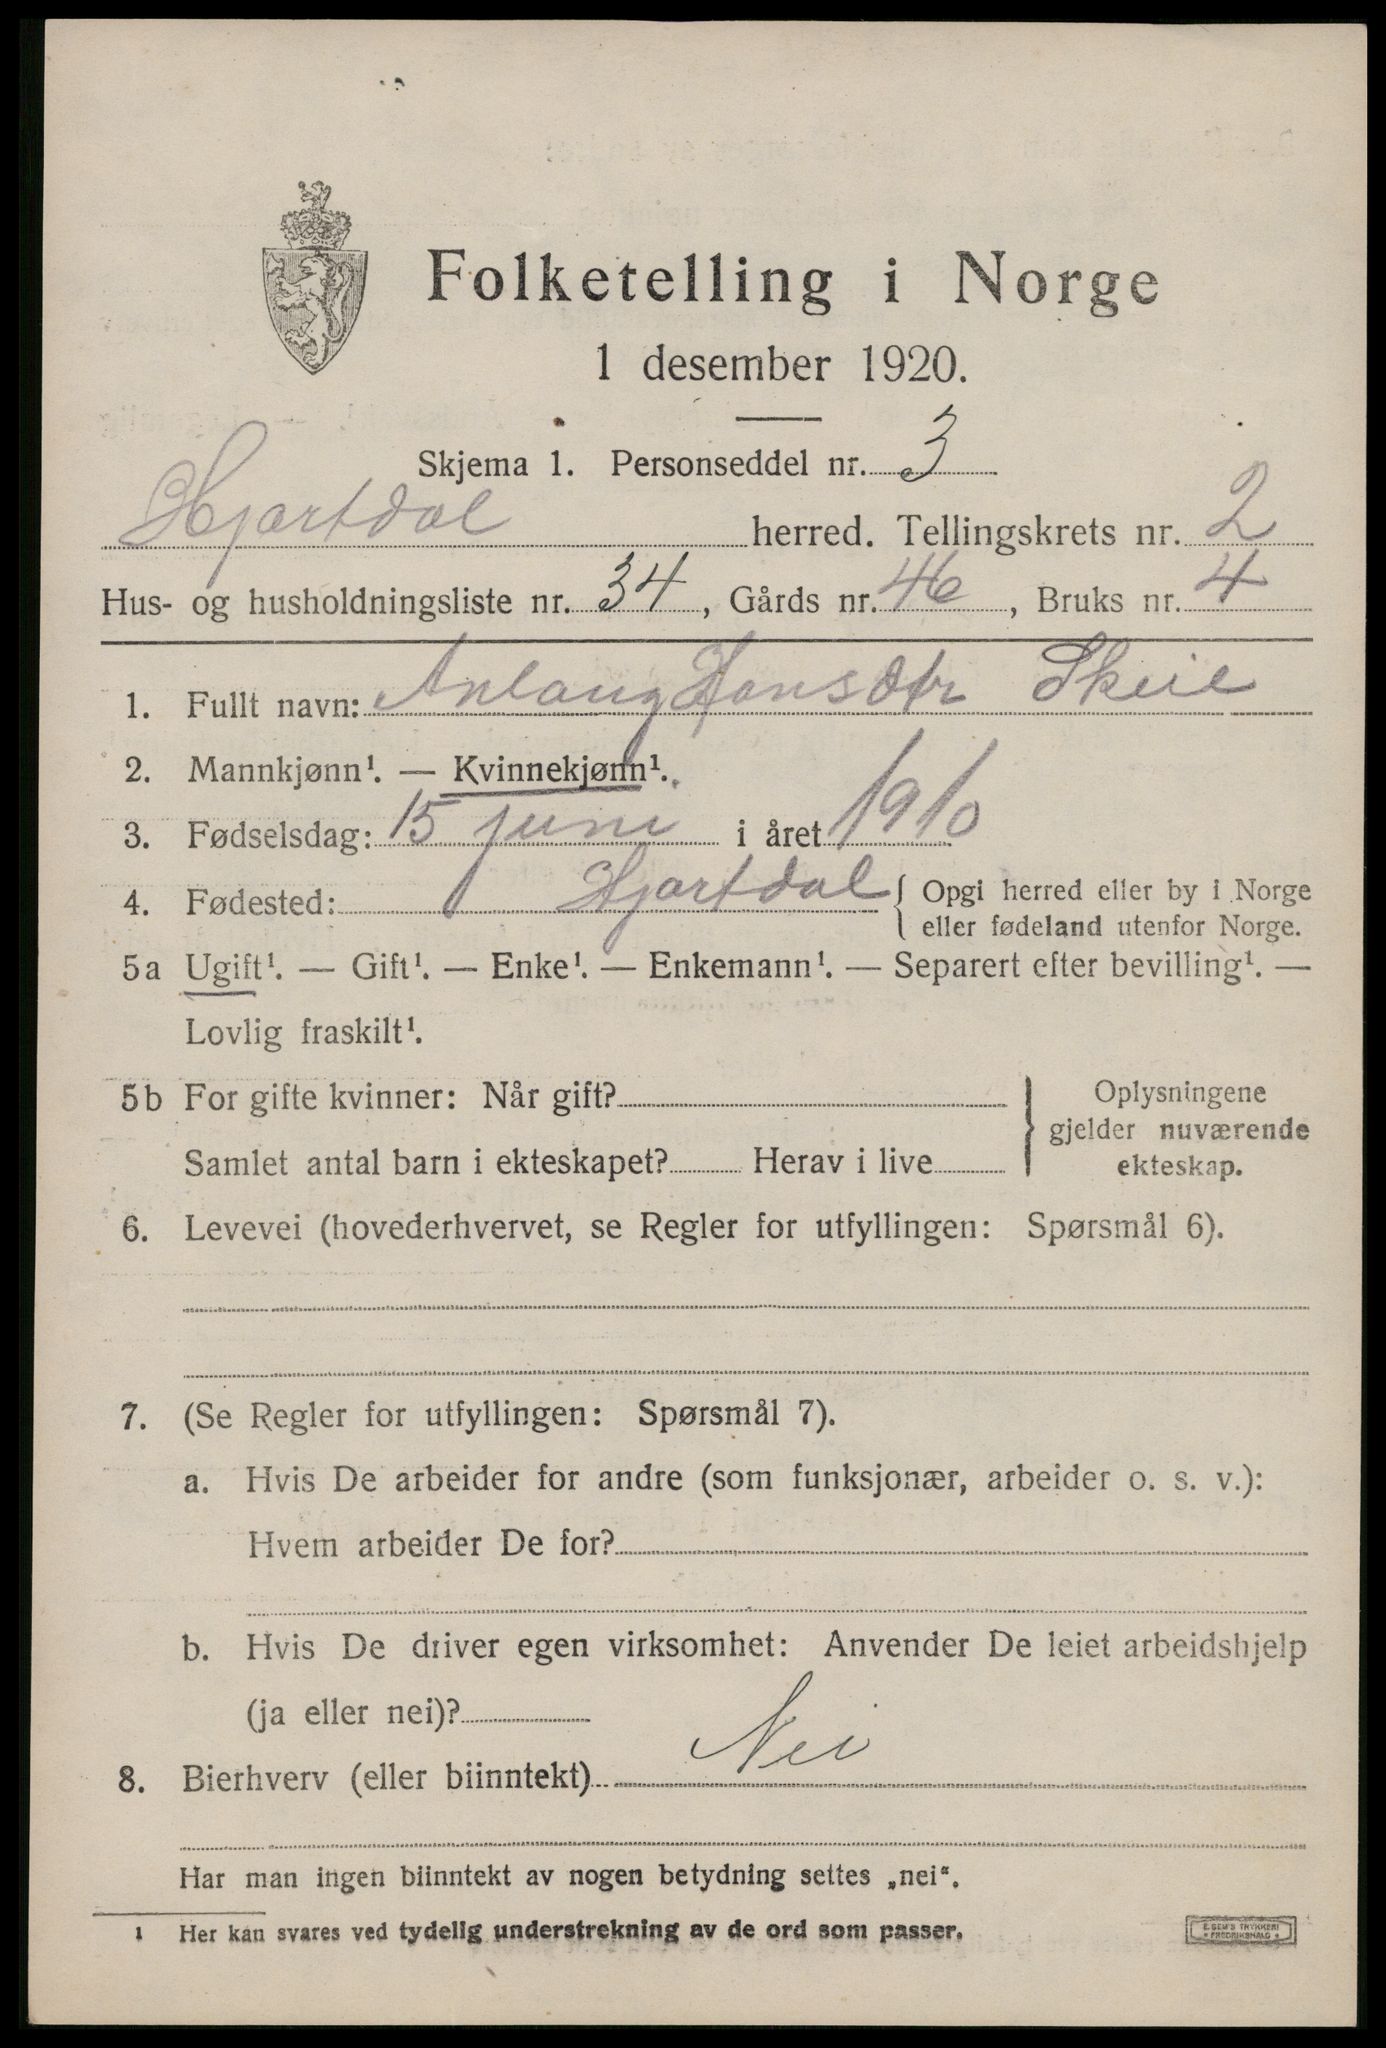 Folketelling i Norge
1 desember 1920.
Skjema 1. Personseddel nr. 3
Hjartdal herred. Tellingskrets nr. 2
Hus- og husholdningsliste nr. 34, Gårds nr. 46, Bruks nr. 4
1. Fullt navn: Aslaug Hansdtr Skeie
2. Mannkjønn¹. — Kvinnekjønn¹.
3. Fødselsdag: 15 juni i året 1910
4. Fødested: Hjartdal { Opgi herred eller by i Norge
eller fødeland utenfor Norge.
5a Ugift¹. — Gift¹. — Enke¹. — Enkemann¹. — Separert efter bevilling¹. —
Lovlig fraskilt¹.
5b For gifte kvinner: Når gift?
Samlet antal barn i ekteskapet? Herav i live
} Oplysningene
gjelder nuværende
ekteskap.
6. Levevei (hovederhvervet, se Regler for utfyllingen: Spørsmål 6).
7. (Se Regler for utfyllingen: Spørsmål 7).
a. Hvis De arbeider for andre (som funksjonær, arbeider o. s. v.):
Hvem arbeider De for?
b. Hvis De driver egen virksomhet: Anvender De leiet arbeidshjelp
(ja eller nei)?
8. Bierhverv (eller biinntekt) Nei
Har man ingen biinntekt av nogen betydning settes „nei“.
1 Her kan svares ved tydelig understrekning av de ord som passer.
E. SEM'S TRYKKERI
• FREDRIKSHALD •